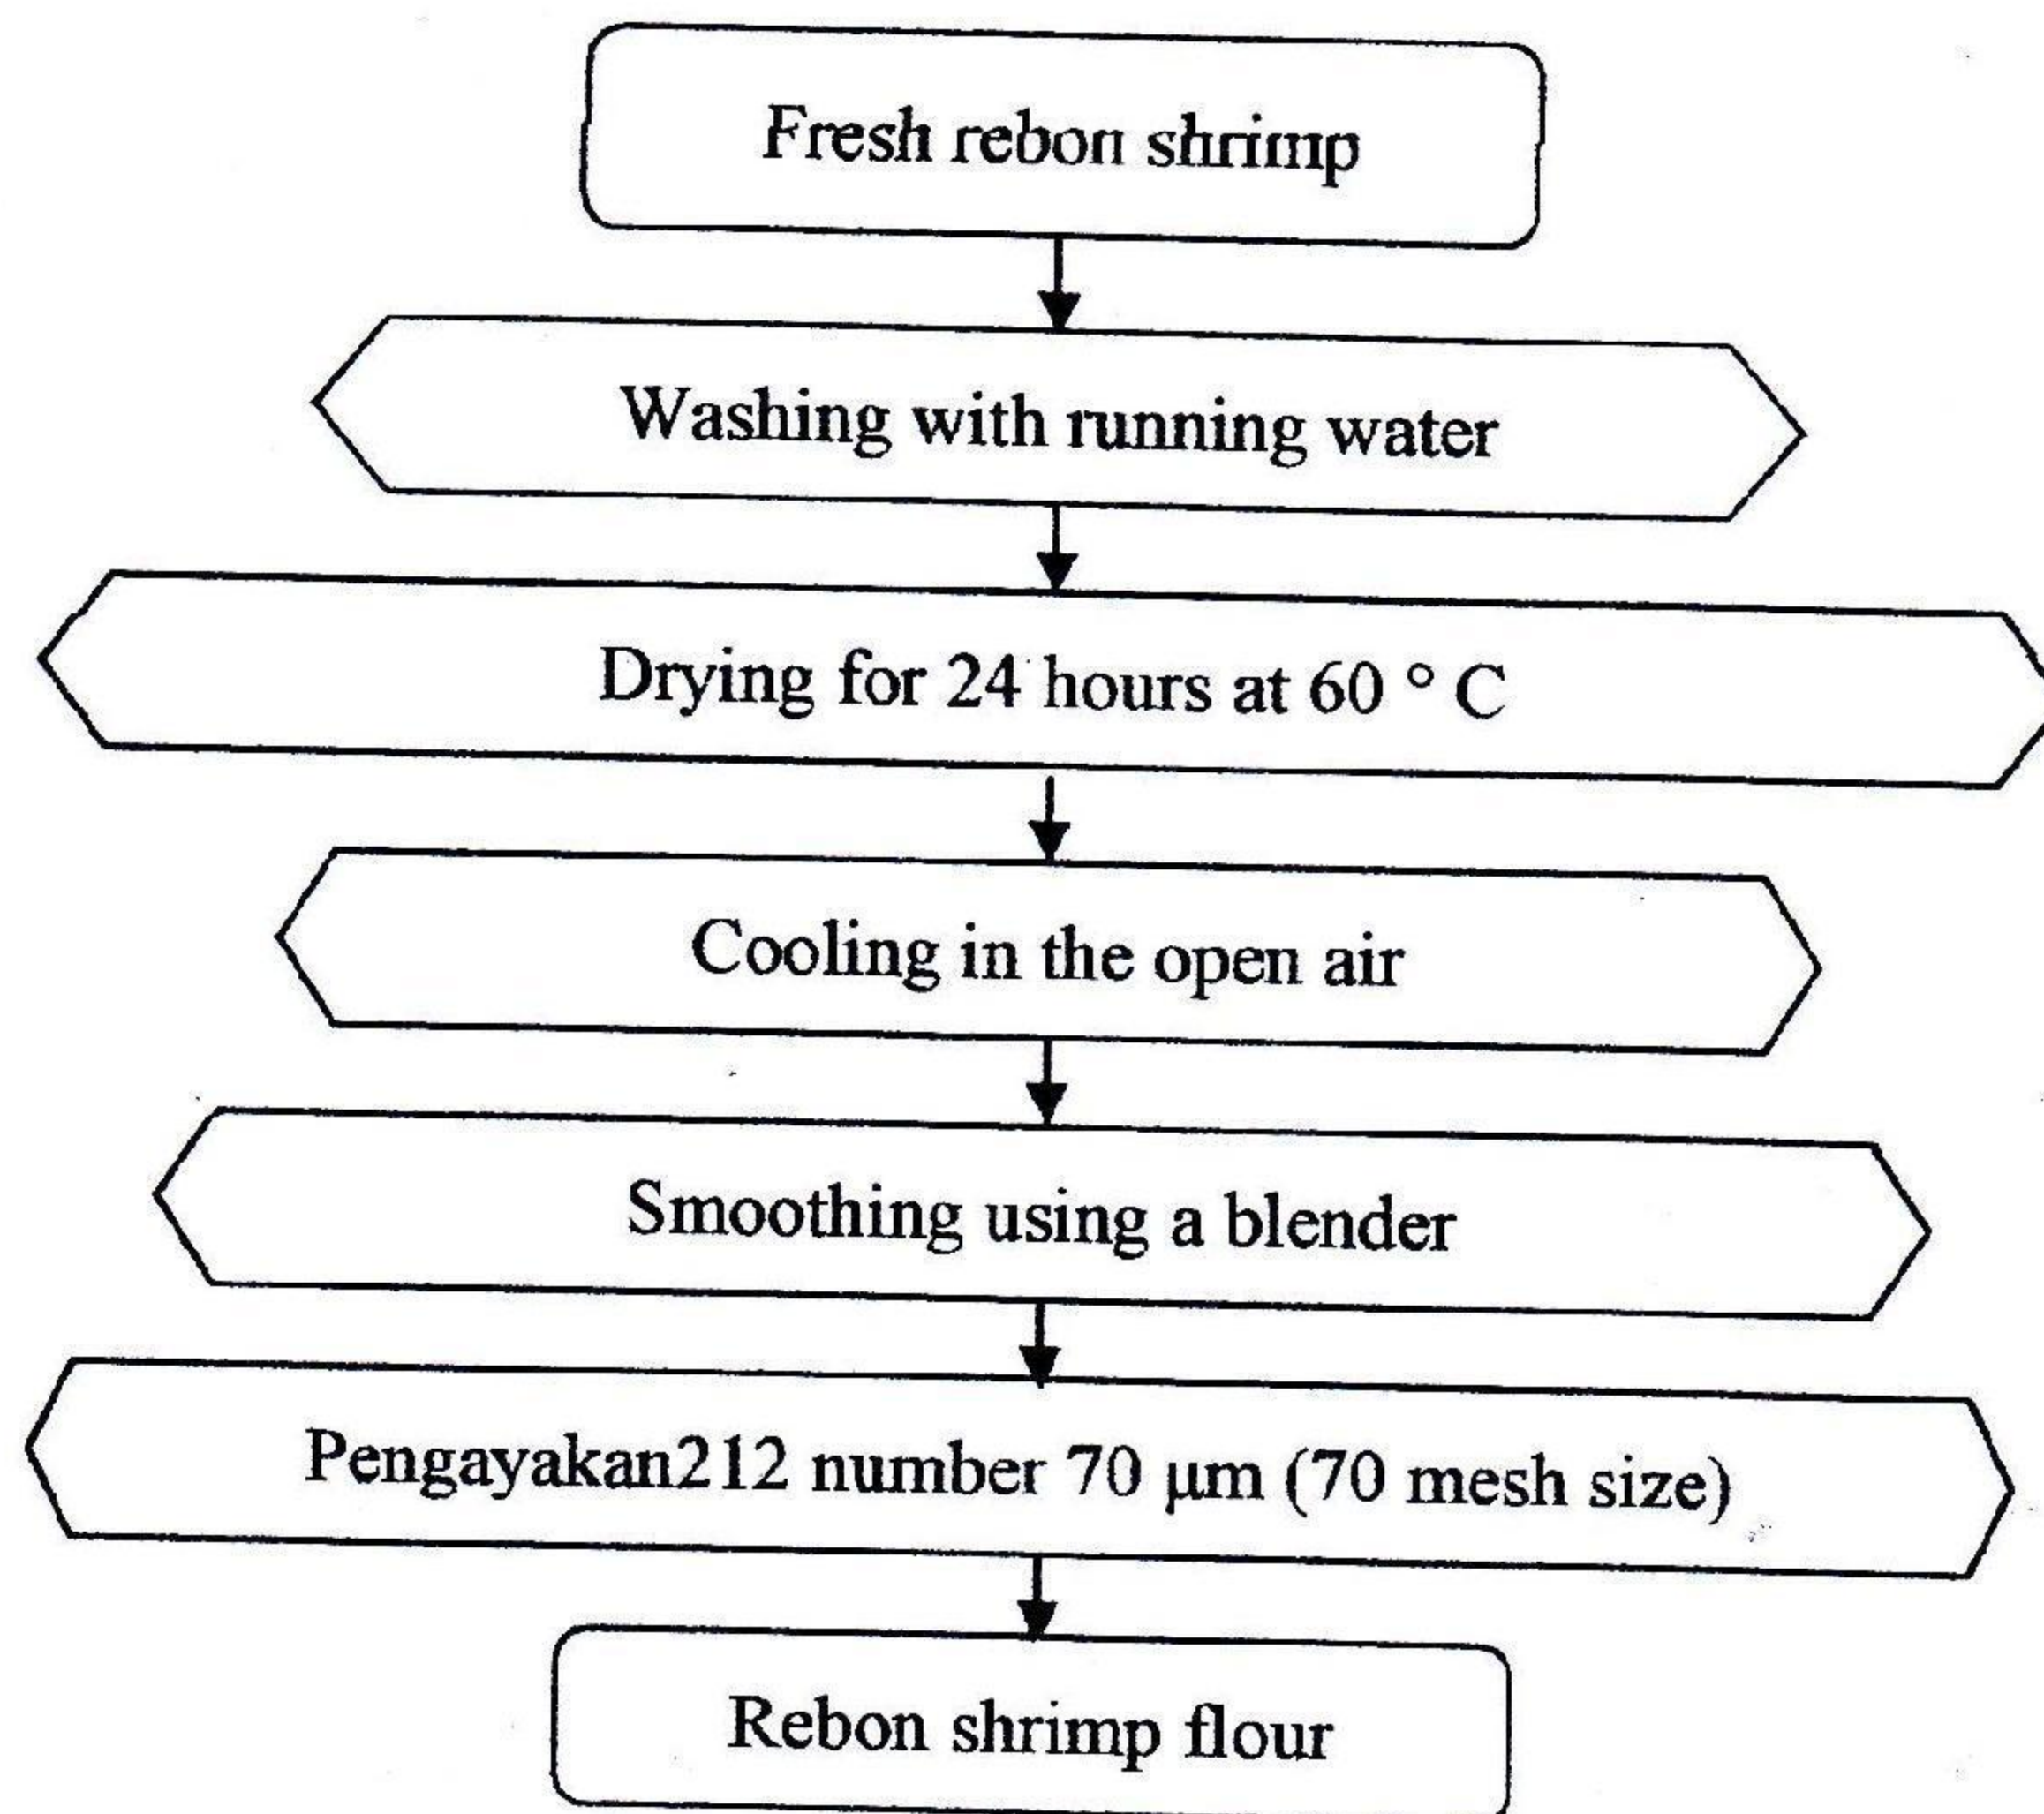 Fresh rebon shrimp
Washing with running water
Drying for 24 hours at 60 ° C
Cooling in the open air
Smoothing using a blender
Pengayakan212 number 70 μm (70 mesh size)
Rebon shrimp flour